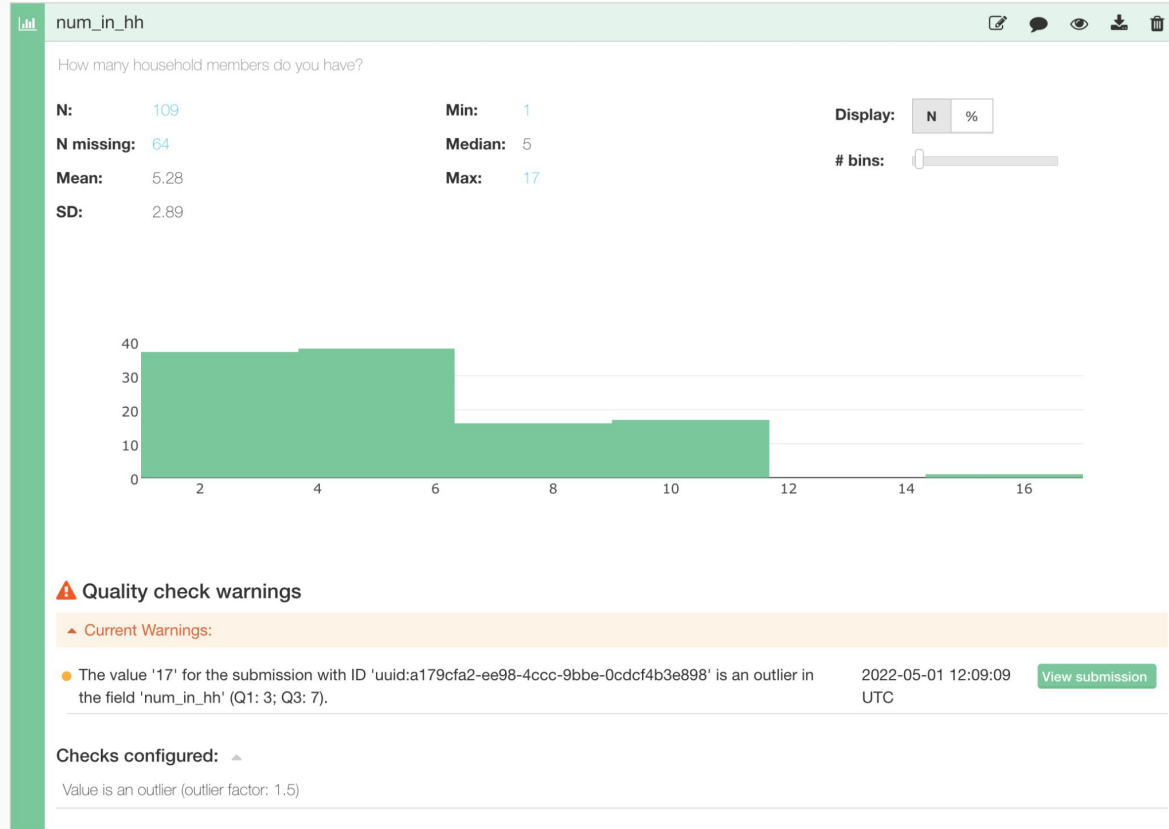 num_in_hh
How many household members do you have?
N: 109
N missing: 64
Mean: 5.28
SD: 2.89
Min: 1
Median: 5
Max: 17
Display: N %
# bins:
40
30
20
10
0
2 4 6 8 10 12 14 16
Quality check warnings
Current Warnings:
The value '17' for the submission with ID 'uuid:a179cfa2-ee98-4ccc-9bbe-0cdcf4b3e898' is an outlier in
the field 'num_in_hh' (Q1: 3; Q3: 7).
2022-05-01 12:09:09
UTC
View submission
Checks configured:
Value is an outlier (outlier factor: 1.5)